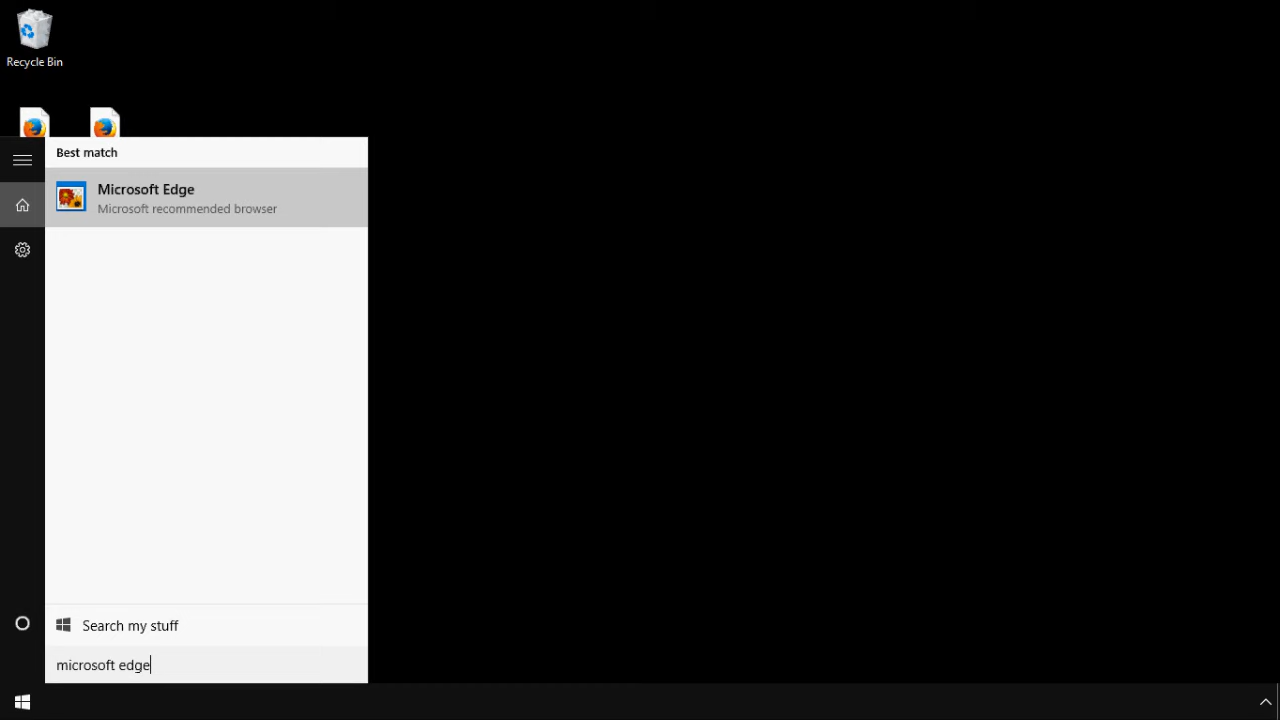 Recycle Bin
Best match
Microsoft Edge
Microsoft recommended browser
Search my stuff
microsoft edge